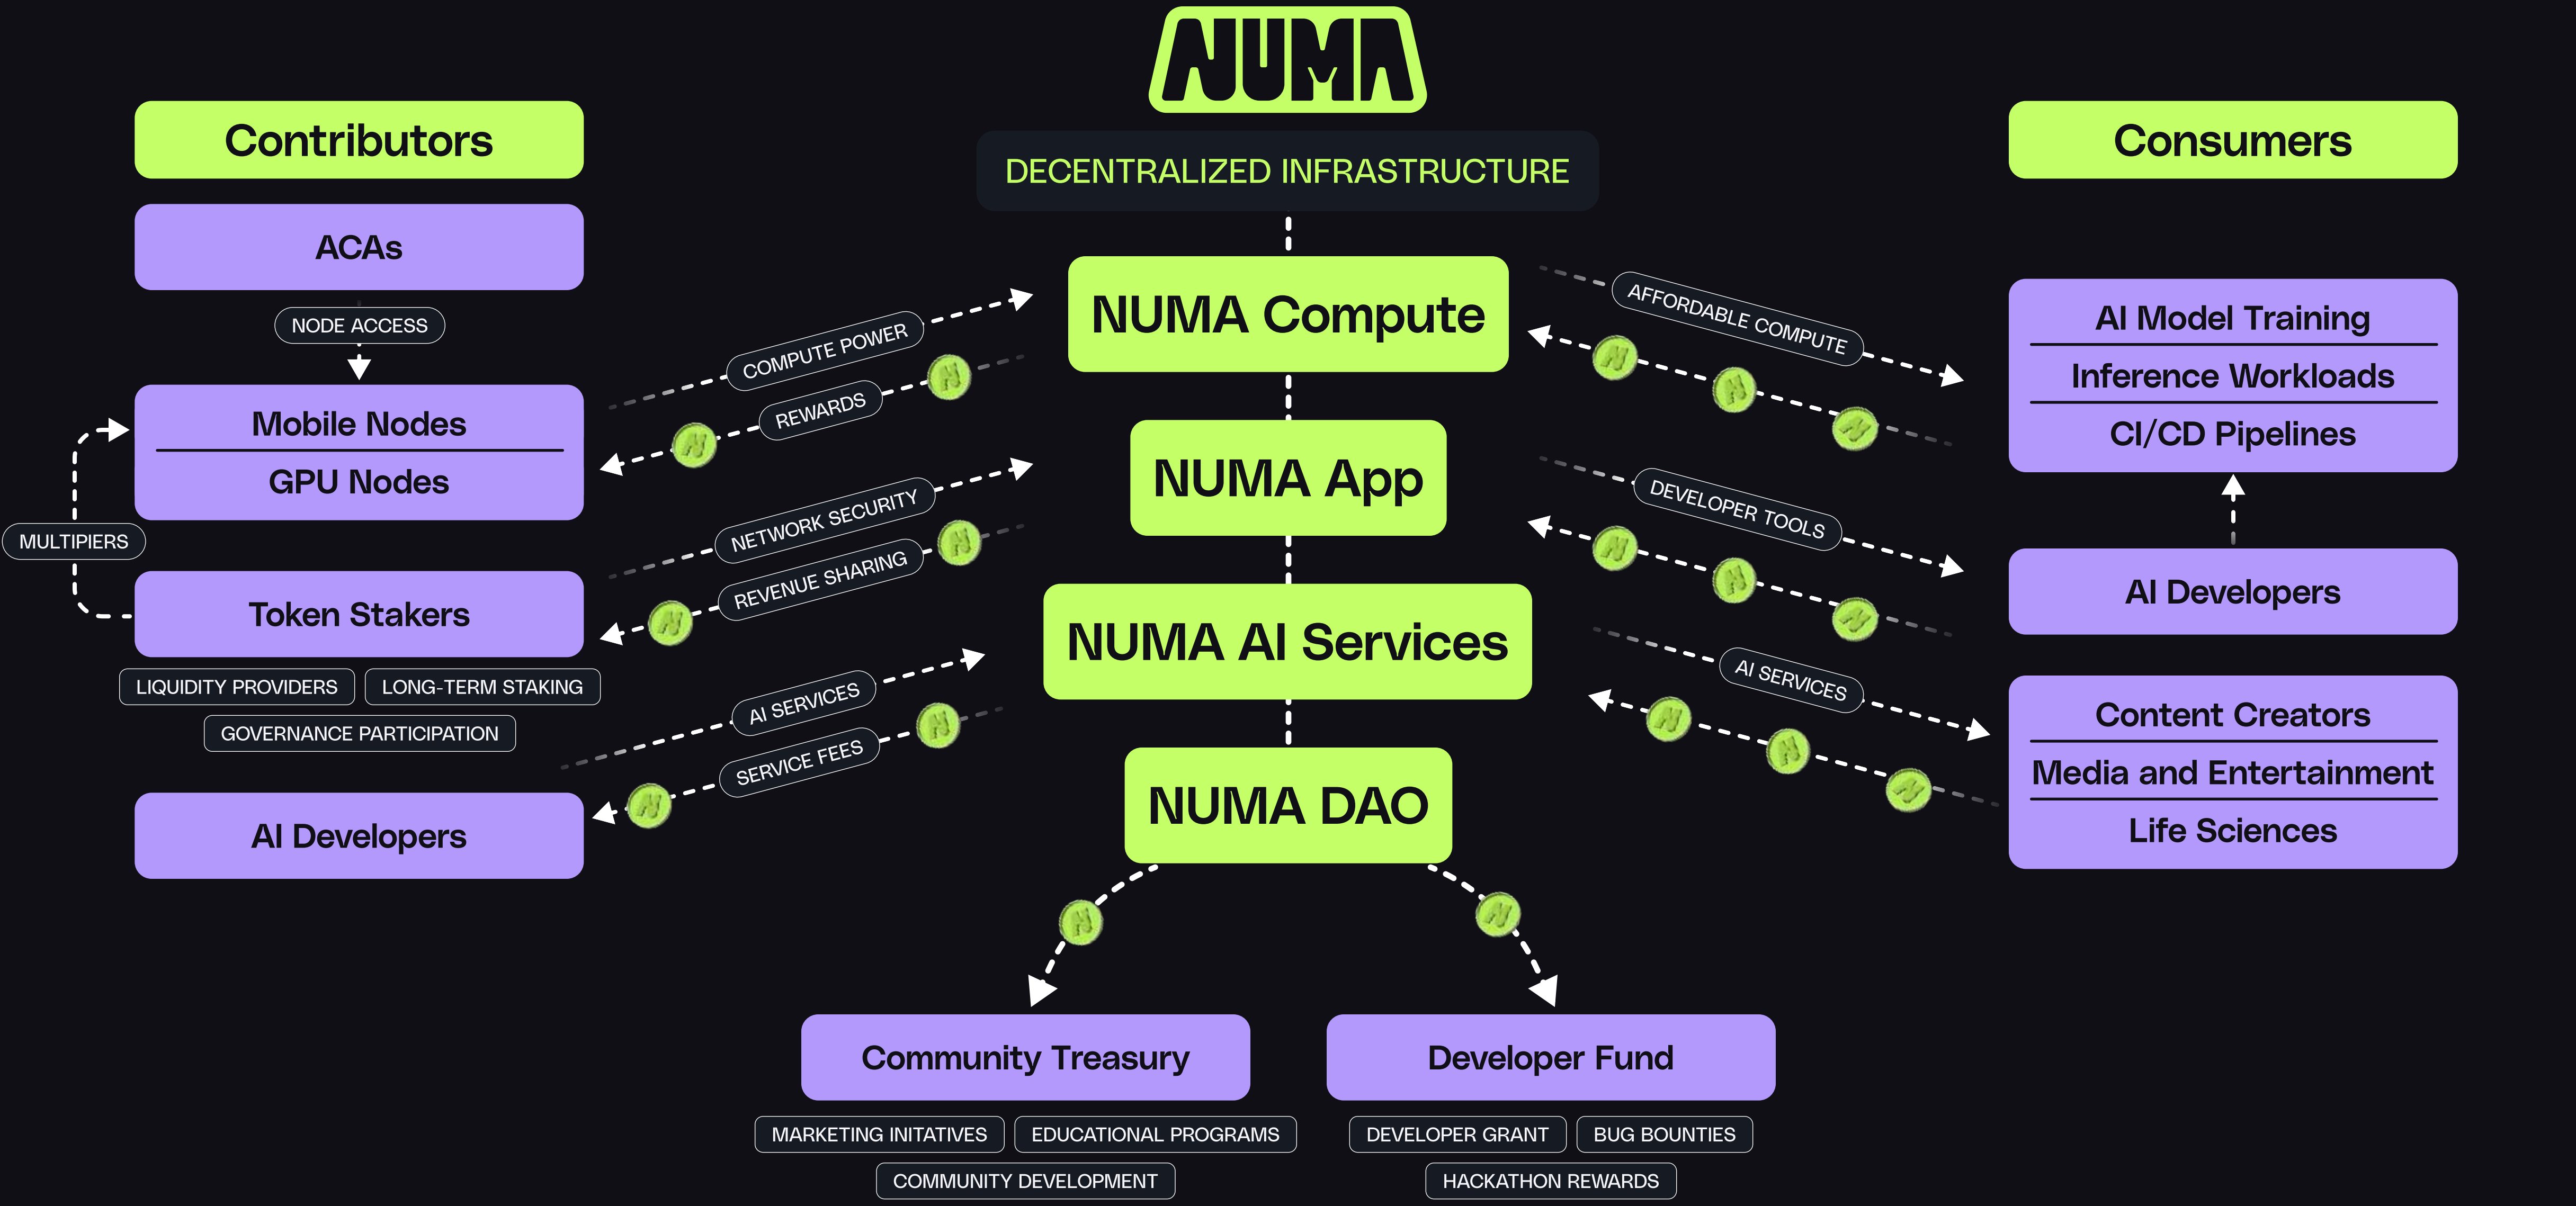 NUMA
DECENTRALIZED INFRASTRUCTURE
Contributors
ACAs
NODE ACCESS
Mobile Nodes
GPU Nodes
MULTIPIERS
Token Stakers
LIQUIDITY PROVIDERS
LONG-TERM STAKING
GOVERNANCE PARTICIPATION
AI Developers
COMPUTE POWER
N
REWARDS
N
NETWORK SECURITY
N
REVENUE SHARING
N
AI SERVICES
N
SERVICE FEES
N
NUMA Compute
NUMA App
NUMA AI Services
NUMA DAO
N
N
Community Treasury
MARKETING INITATIVES
EDUCATIONAL PROGRAMS
COMMUNITY DEVELOPMENT
Developer Fund
DEVELOPER GRANT
BUG BOUNTIES
HACKATHON REWARDS
AFFORDABLE COMPUTE
N
N
N
DEVELOPER TOOLS
N
N
N
AI SERVICES
N
N
N
Consumers
AI Model Training
Inference Workloads
CI/CD Pipelines
AI Developers
Content Creators
Media and Entertainment
Life Sciences